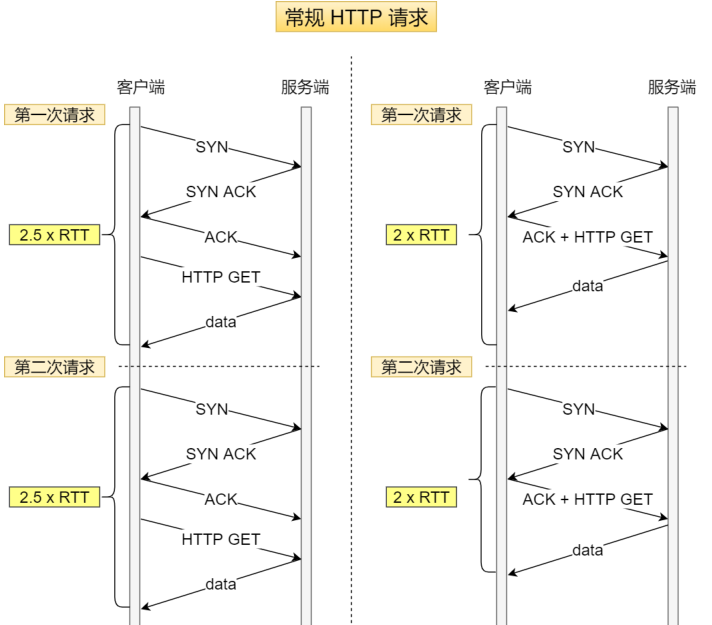 常规 HTTP 请求
客户端
服务端
第一次请求
SYN
SYN ACK
2.5 x RTT
ACK
HTTP GET
data
第二次请求
SYN
SYN ACK
2.5 x RTT
ACK
HTTP GET
data
客户端
服务端
第一次请求
SYN
SYN ACK
2 x RTT
ACK + HTTP GET
data
第二次请求
SYN
SYN ACK
2 x RTT
ACK + HTTP GET
data